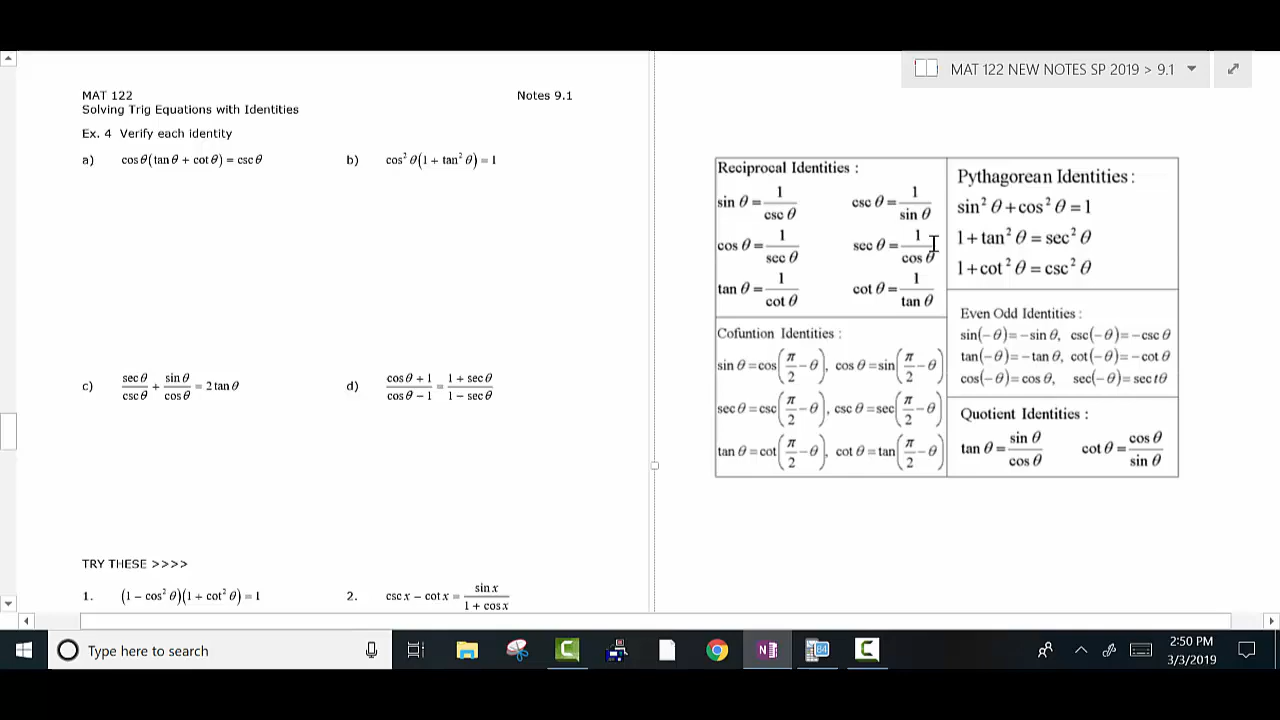 MAT 122 NEW NOTES SP 2019 > 9.1
MAT 122
Notes 9.1
Solving Trig Equations with Identities
Ex. 4 Verify each identity
a) cos θ(tan θ + cot θ) = csc θ
b) cos² θ(1 + tan² θ) = 1
c) sec θ/csc θ + sin θ/cos θ = 2 tan θ
d) cos θ + 1/cos θ − 1 = 1 + sec θ/1 − sec θ
TRY THESE >>>>
1. (1 − cos² θ)(1 + cot² θ) = 1
2. csc x − cot x = sin x/1 + cos x
Reciprocal Identities :
sin θ = 1/csc θ csc θ = 1/sin θ
cos θ = 1/sec θ sec θ = 1/cos θ
tan θ = 1/cot θ cot θ = 1/tan θ
Cofuntion Identities :
sin θ = cos(π/2 − θ), cos θ = sin(π/2 − θ)
sec θ = csc(π/2 − θ), csc θ = sec(π/2 − θ)
tan θ = cot(π/2 − θ), cot θ = tan(π/2 − θ)
Pythagorean Identities :
sin² θ + cos² θ = 1
1 + tan² θ = sec² θ
1 + cot² θ = csc² θ
Even Odd Identities :
sin(−θ) = − sin θ, csc(−θ) = − csc θ
tan(−θ) = − tan θ, cot(−θ) = − cot θ
cos(−θ) = cos θ, sec(−θ) = sec tθ
Quotient Identities :
tan θ = sin θ/cos θ cot θ = cos θ/sin θ
Type here to search
N
84
2:50 PM
3/3/2019